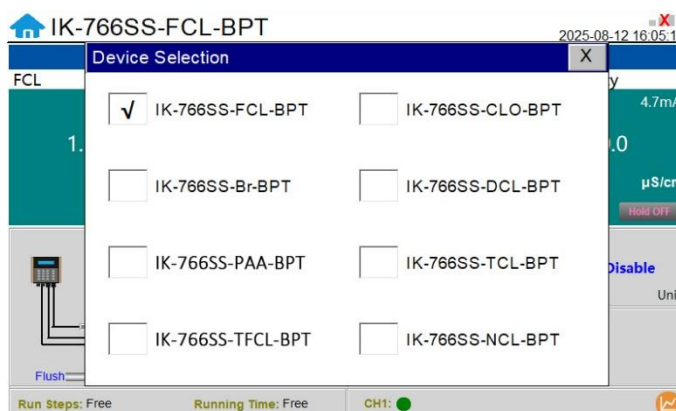 IK-766SS-FCL-BPT
X
2025-08-12 16:05:1
Device Selection X
FCL y
√ IK-766SS-FCL-BPT IK-766SS-CLO-BPT
4.7mA
1. .0
IK-766SS-Br-BPT IK-766SS-DCL-BPT
µS/cm
Hold OFF
IK-766SS-PAA-BPT IK-766SS-TCL-BPT
Disable
Uni
IK-766SS-TFCL-BPT IK-766SS-NCL-BPT
Flush
Run Steps: Free Running Time: Free CH1: